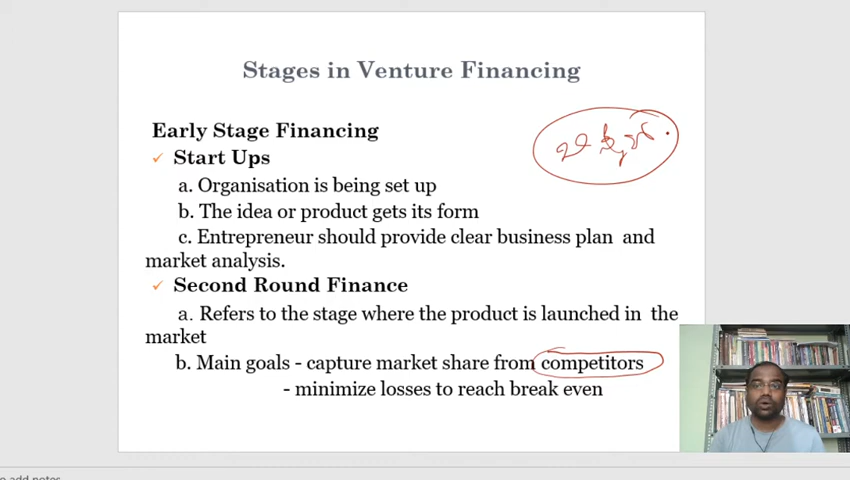 Stages in Venture Financing
Early Stage Financing
✓ Start Ups
a. Organisation is being set up
b. The idea or product gets its form
c. Entrepreneur should provide clear business plan and
market analysis.
✓ Second Round Finance
a. Refers to the stage where the product is launched in the
market
b. Main goals - capture market share from competitors
- minimize losses to reach break even